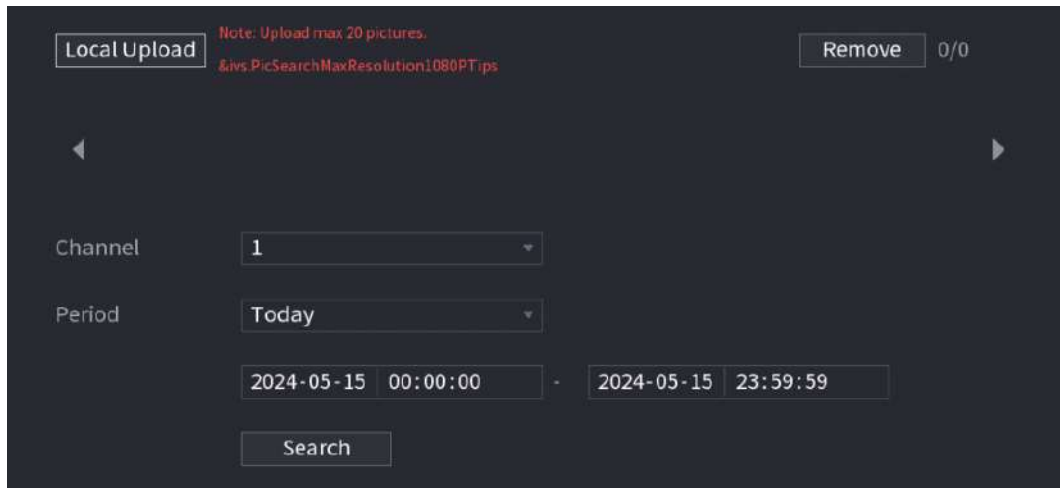 Local Upload
Note: Upload max 20 pictures.
&ivs.PicSearchMaxResolution1080PTips
Remove 0/0
Channel 1
Period Today
2024-05-15 00:00:00 - 2024-05-15 23:59:59
Search